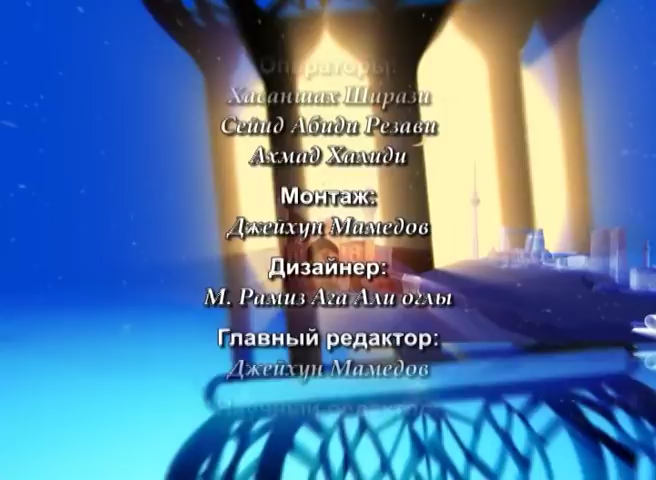 Операторы:
Хасаншах Ширази
Сейид Абиди Резави
Ахмад Халиди
Монтаж:
Джейхун Мамедов
Дизайнер:
М. Рамиз Ага Али оглы
Главный редактор:
Джейхун Мамедов